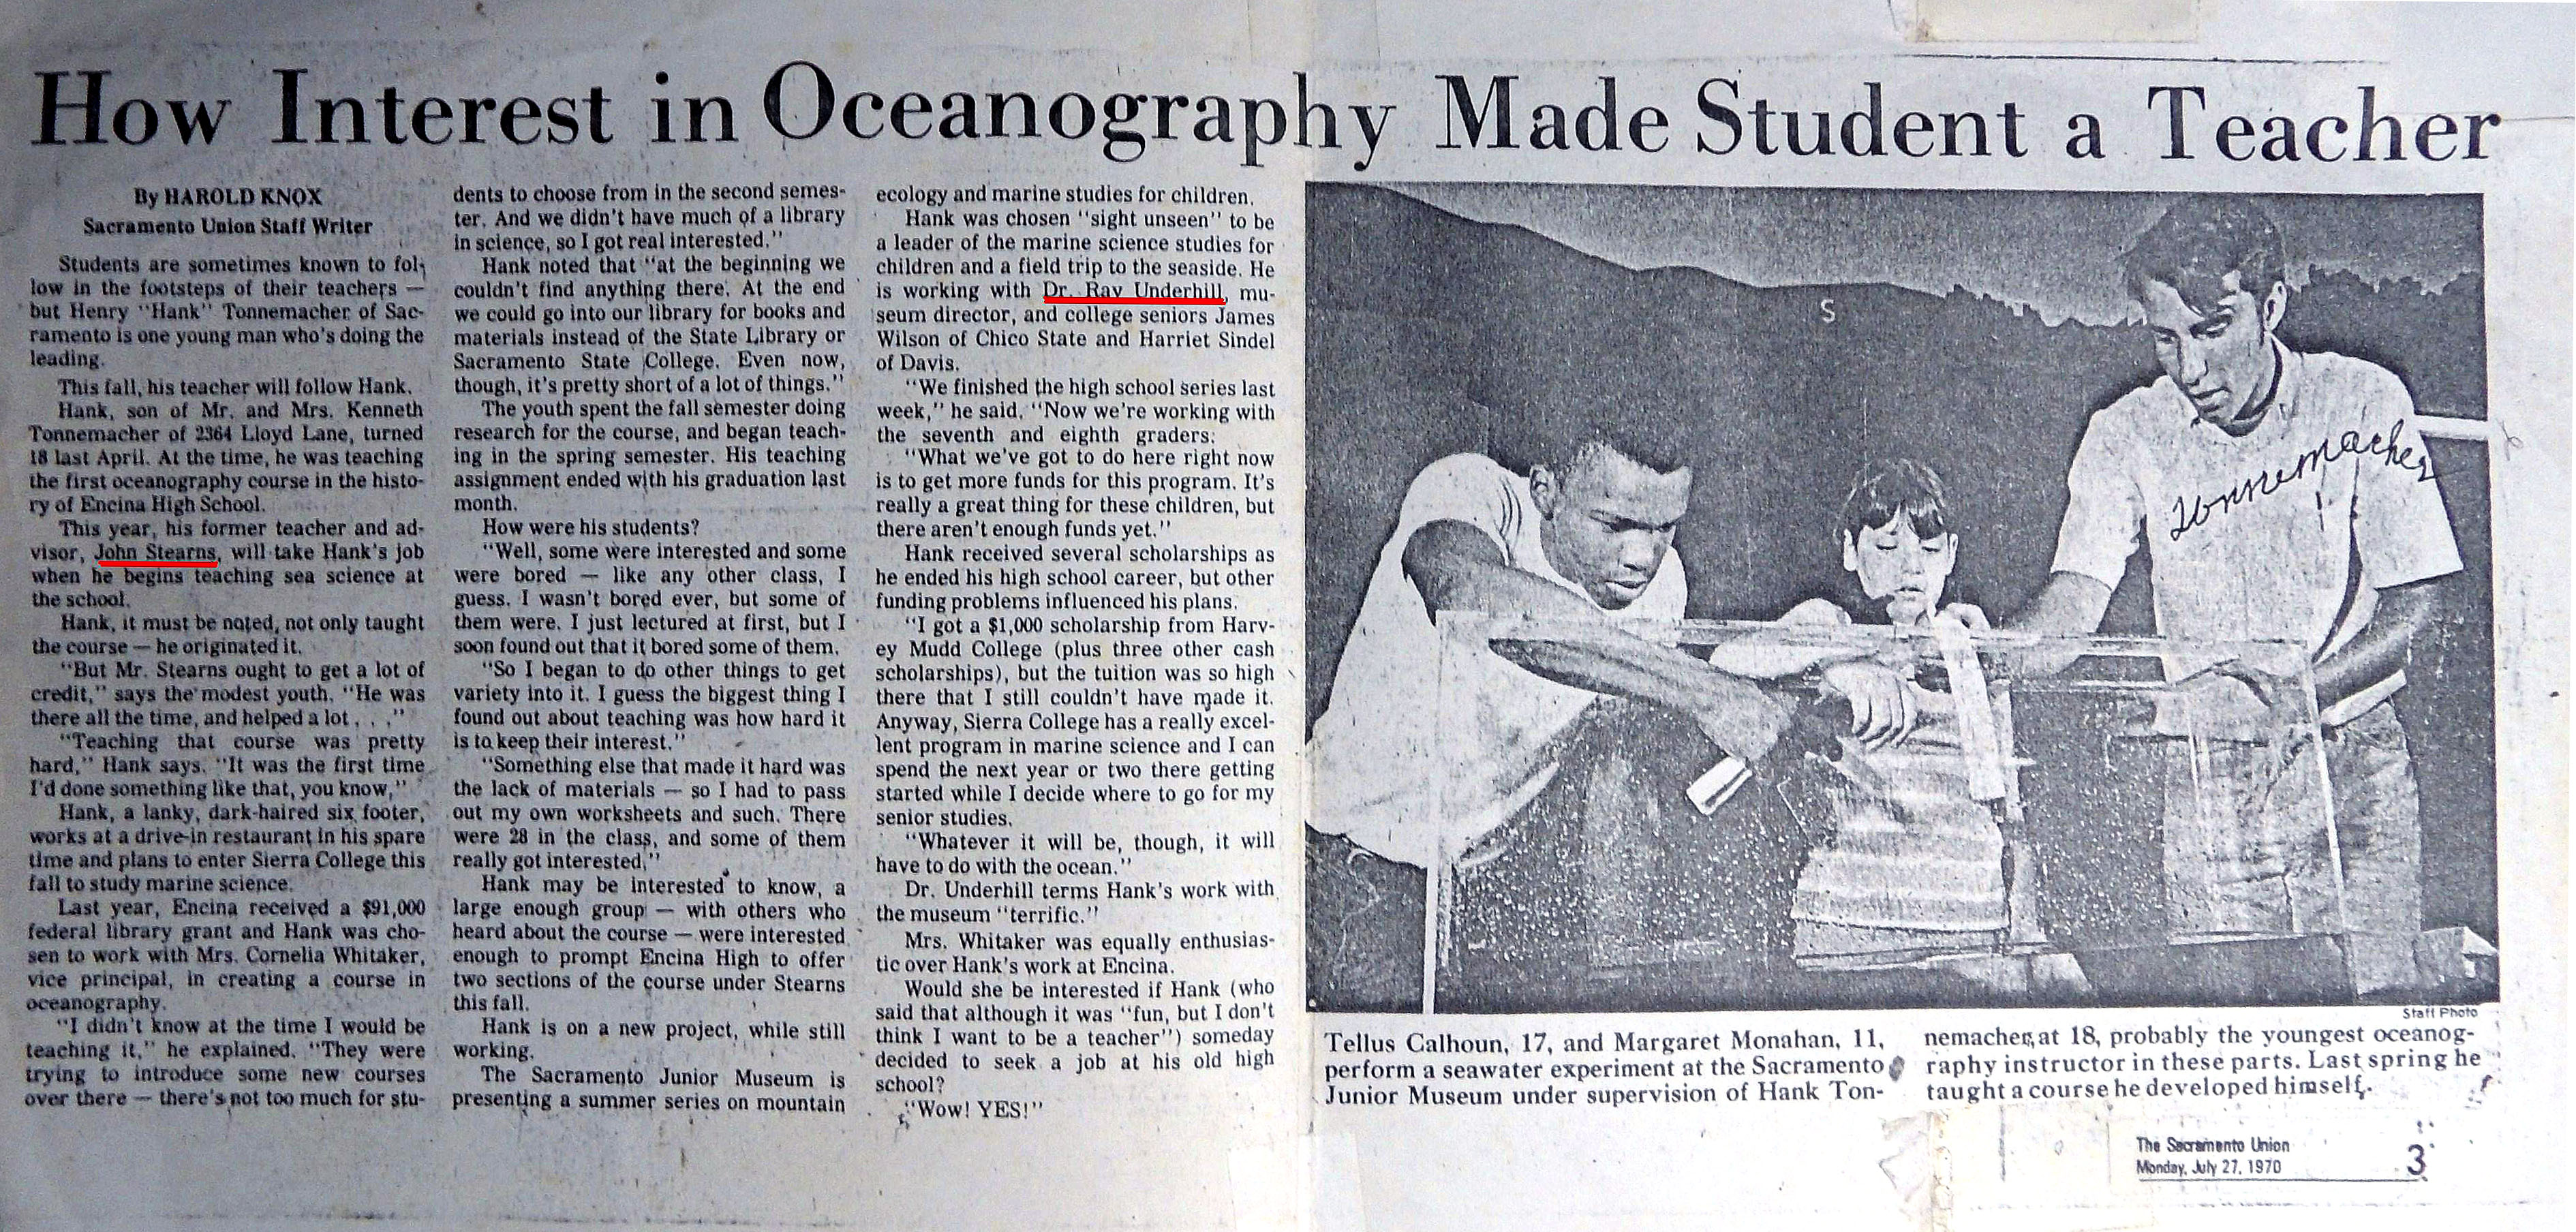 How Interest in Oceanography Made Student a Teacher
By HAROLD KNOX
Sacramento Union Staff Writer
Students are sometimes known to fol-
low in the footsteps of their teachers —
but Henry "Hank" Tonnemacher of Sac-
ramento is one young man who's doing the
leading.
This fall, his teacher will follow Hank.
Hank, son of Mr. and Mrs. Kenneth
Tonnemacher of 2364 Lloyd Lane, turned
18 last April. At the time, he was teaching
the first oceanography course in the histo-
ry of Encina High School.
This year, his former teacher and ad-
visor, John Stearns, will take Hank's job
when he begins teaching sea science at
the school.
Hank, it must be noted, not only taught
the course — he originated it.
"But Mr. Stearns ought to get a lot of
credit," says the modest youth. "He was
there all the time, and helped a lot . . ."
"Teaching that course was pretty
hard," Hank says. "It was the first time
I'd done something like that, you know,"
Hank, a lanky, dark-haired six footer,
works at a drive-in restaurant in his spare
time and plans to enter Sierra College this
fall to study marine science.
Last year, Encina received a $91,000
federal library grant and Hank was cho-
sen to work with Mrs. Cornelia Whitaker,
vice principal, in creating a course in
oceanography.
"I didn't know at the time I would be
teaching it," he explained. "They were
trying to introduce some new courses
over there — there's not too much for stu-
dents to choose from in the second semes-
ter. And we didn't have much of a library
in science, so I got real interested."
Hank noted that "at the beginning we
couldn't find anything there. At the end
we could go into our library for books and
materials instead of the State Library or
Sacramento State College. Even now,
though, it's pretty short of a lot of things."
The youth spent the fall semester doing
research for the course, and began teach-
ing in the spring semester. His teaching
assignment ended with his graduation last
month.
How were his students?
"Well, some were interested and some
were bored — like any other class, I
guess. I wasn't bored ever, but some of
them were. I just lectured at first, but I
soon found out that it bored some of them.
"So I began to do other things to get
variety into it. I guess the biggest thing I
found out about teaching was how hard it
is to keep their interest."
"Something else that made it hard was
the lack of materials — so I had to pass
out my own worksheets and such. There
were 28 in the class, and some of them
really got interested."
Hank may be interested to know, a
large enough group — with others who
heard about the course — were interested
enough to prompt Encina High to offer
two sections of the course under Stearns
this fall.
Hank is on a new project, while still
working.
The Sacramento Junior Museum is
presenting a summer series on mountain
ecology and marine studies for children.
Hank was chosen "sight unseen" to be
a leader of the marine science studies for
children and a field trip to the seaside. He
is working with Dr. Ray Underhill, mu-
seum director, and college seniors James
Wilson of Chico State and Harriet Sindel
of Davis.
"We finished the high school series last
week," he said. "Now we're working with
the seventh and eighth graders.
"What we've got to do here right now
is to get more funds for this program. It's
really a great thing for these children, but
there aren't enough funds yet."
Hank received several scholarships as
he ended his high school career, but other
funding problems influenced his plans.
"I got a $1,000 scholarship from Harv-
ey Mudd College (plus three other cash
scholarships), but the tuition was so high
there that I still couldn't have made it.
Anyway, Sierra College has a really excel-
lent program in marine science and I can
spend the next year or two there getting
started while I decide where to go for my
senior studies.
"Whatever it will be, though, it will
have to do with the ocean."
Dr. Underhill terms Hank's work with
the museum "terrific."
Mrs. Whitaker was equally enthusias-
tic over Hank's work at Encina.
Would she be interested if Hank (who
said that although it was "fun, but I don't
think I want to be a teacher") someday
decided to seek a job at his old high
school?
"Wow! YES!"
S
Tonnemacher
Staff Photo
Tellus Calhoun, 17, and Margaret Monahan, 11,
perform a seawater experiment at the Sacramento
Junior Museum under supervision of Hank Ton-
nemacher, at 18, probably the youngest oceanog-
raphy instructor in these parts. Last spring he
taught a course he developed himself.
The Sacramento Union
Monday, July 27, 1970
3